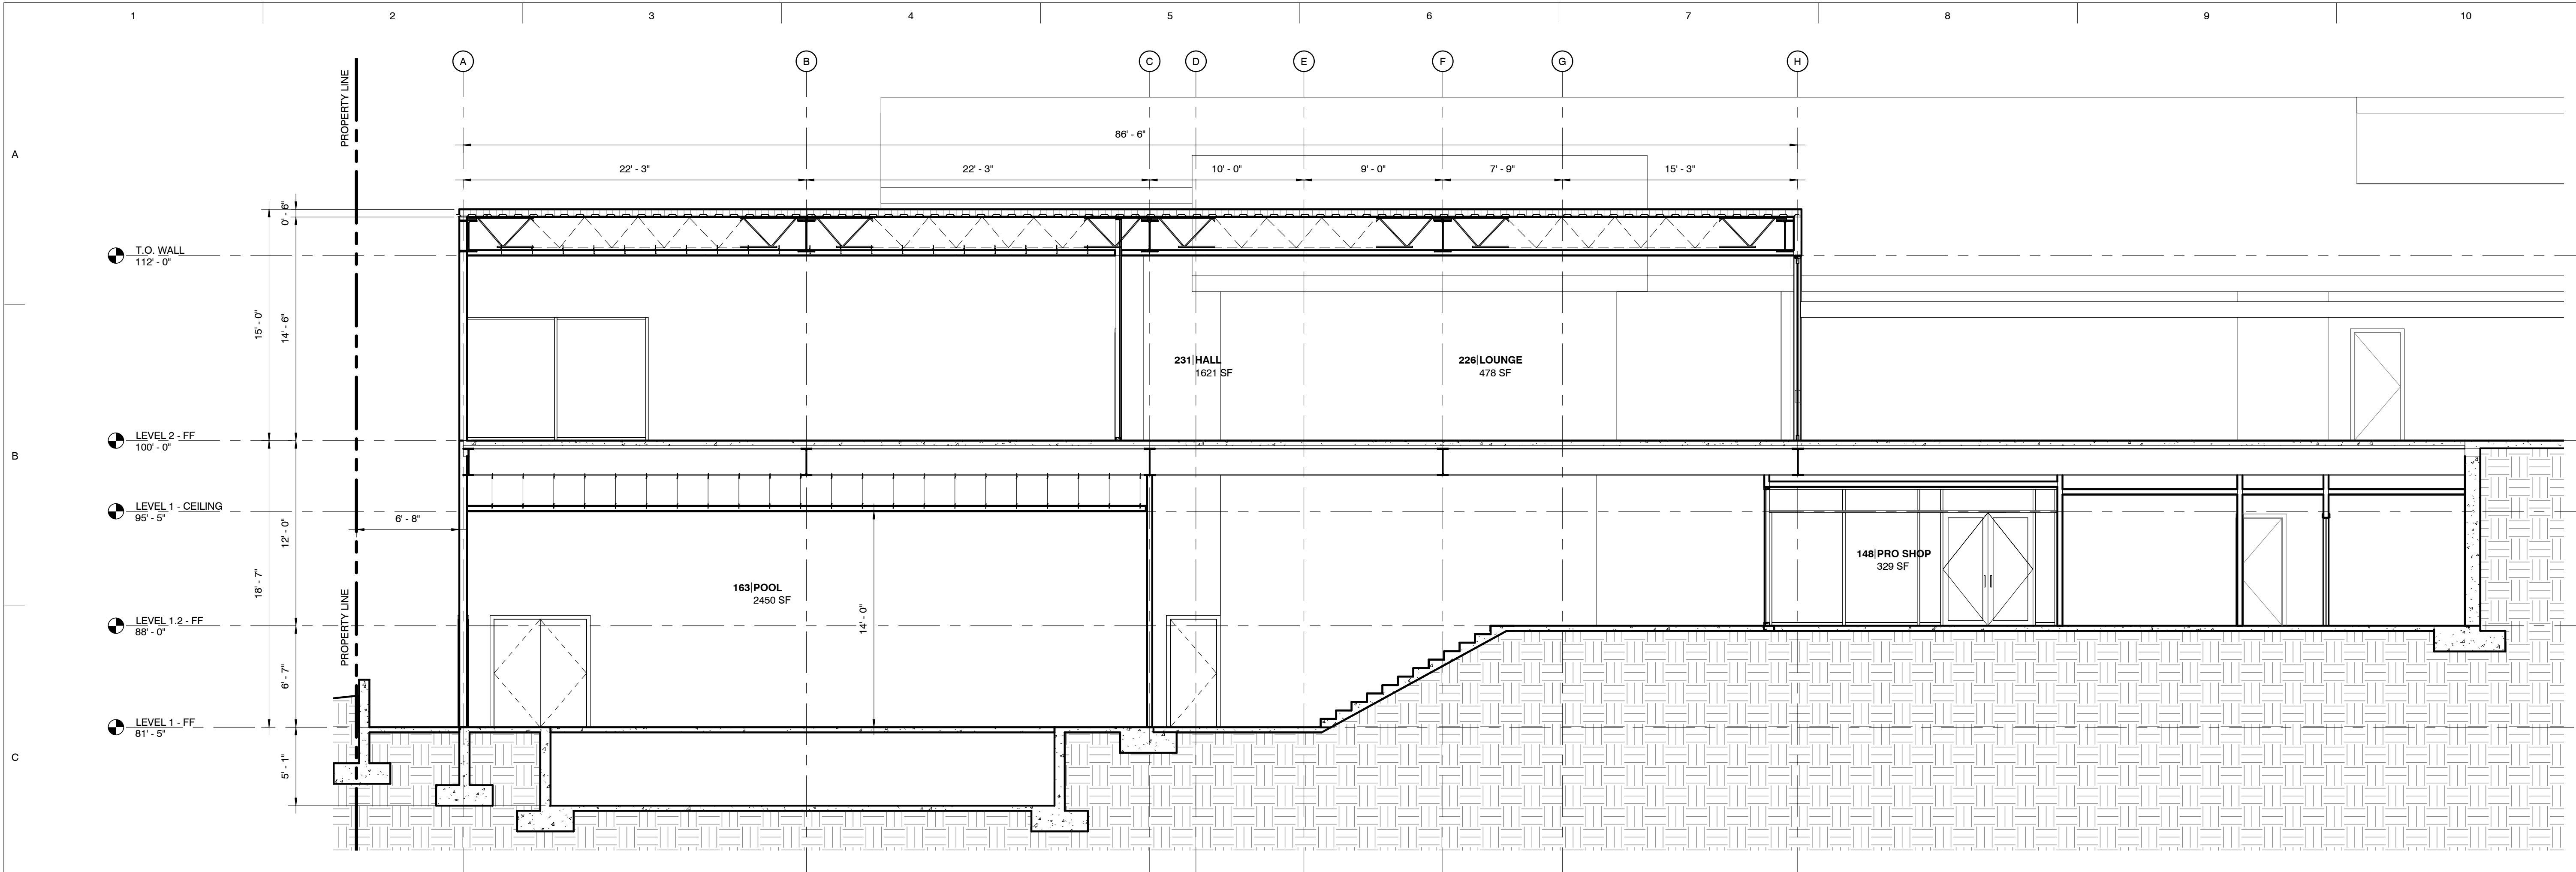 1 2 3 4 5 6 7 8 9 10
A B C D E F G H
PROPERTY LINE
86' - 6"
A
22' - 3" 22' - 3" 10' - 0" 9' - 0" 7' - 9" 15' - 3"
0' - 6"
T.O. WALL
112' - 0"
15' - 0"
14' - 6"
231|HALL
1621 SF
226|LOUNGE
478 SF
LEVEL 2 - FF
100' - 0"
B
LEVEL 1 - CEILING
95' - 5"
6' - 8"
12' - 0"
148|PRO SHOP
329 SF
18' - 7"
163|POOL
2450 SF
14' - 0"
PROPERTY LINE
LEVEL 1.2 - FF
88' - 0"
6' - 7"
LEVEL 1 - FF
81' - 5"
C
5' - 1"